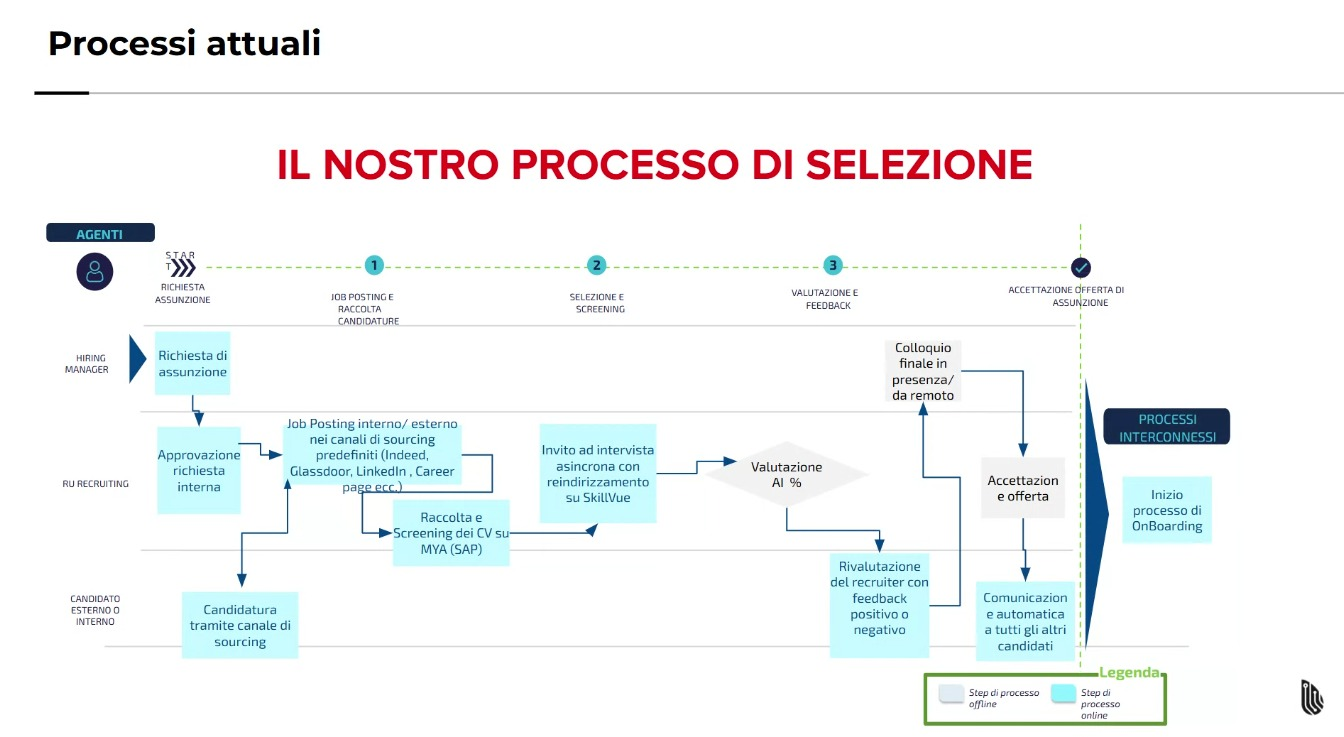 Processi attuali
IL NOSTRO PROCESSO DI SELEZIONE
AGENTI
STAR
T
RICHIESTA
ASSUNZIONE
1
JOB POSTING E
RACCOLTA
CANDIDATURE
2
SELEZIONE E
SCREENING
3
VALUTAZIONE E
FEEDBACK
ACCETTAZIONE OFFERTA DI
ASSUNZIONE
HIRING
MANAGER
Richiesta di
assunzione
Colloquio
finale in
presenza/
da remoto
RU RECRUITING
Approvazione
richiesta
interna
Job Posting interno/ esterno
nei canali di sourcing
predefiniti (Indeed,
Glassdoor, LinkedIn , Career
page ecc.)
Raccolta e
Screening dei CV su
MYA (SAP)
Invito ad intervista
asincrona con
reindirizzamento
su SkillVue
Valutazione
AI %
Accettazion
e offerta
PROCESSI
INTERCONNESSI
Inizio
processo di
OnBoarding
CANDIDATO
ESTERNO O
INTERNO
Candidatura
tramite canale di
sourcing
Rivalutazione
del recruiter con
feedback
positivo o
negativo
Comunicazion
e automatica
a tutti gli altri
candidati
Legenda
Step di processo
offline
Step di
processo
online